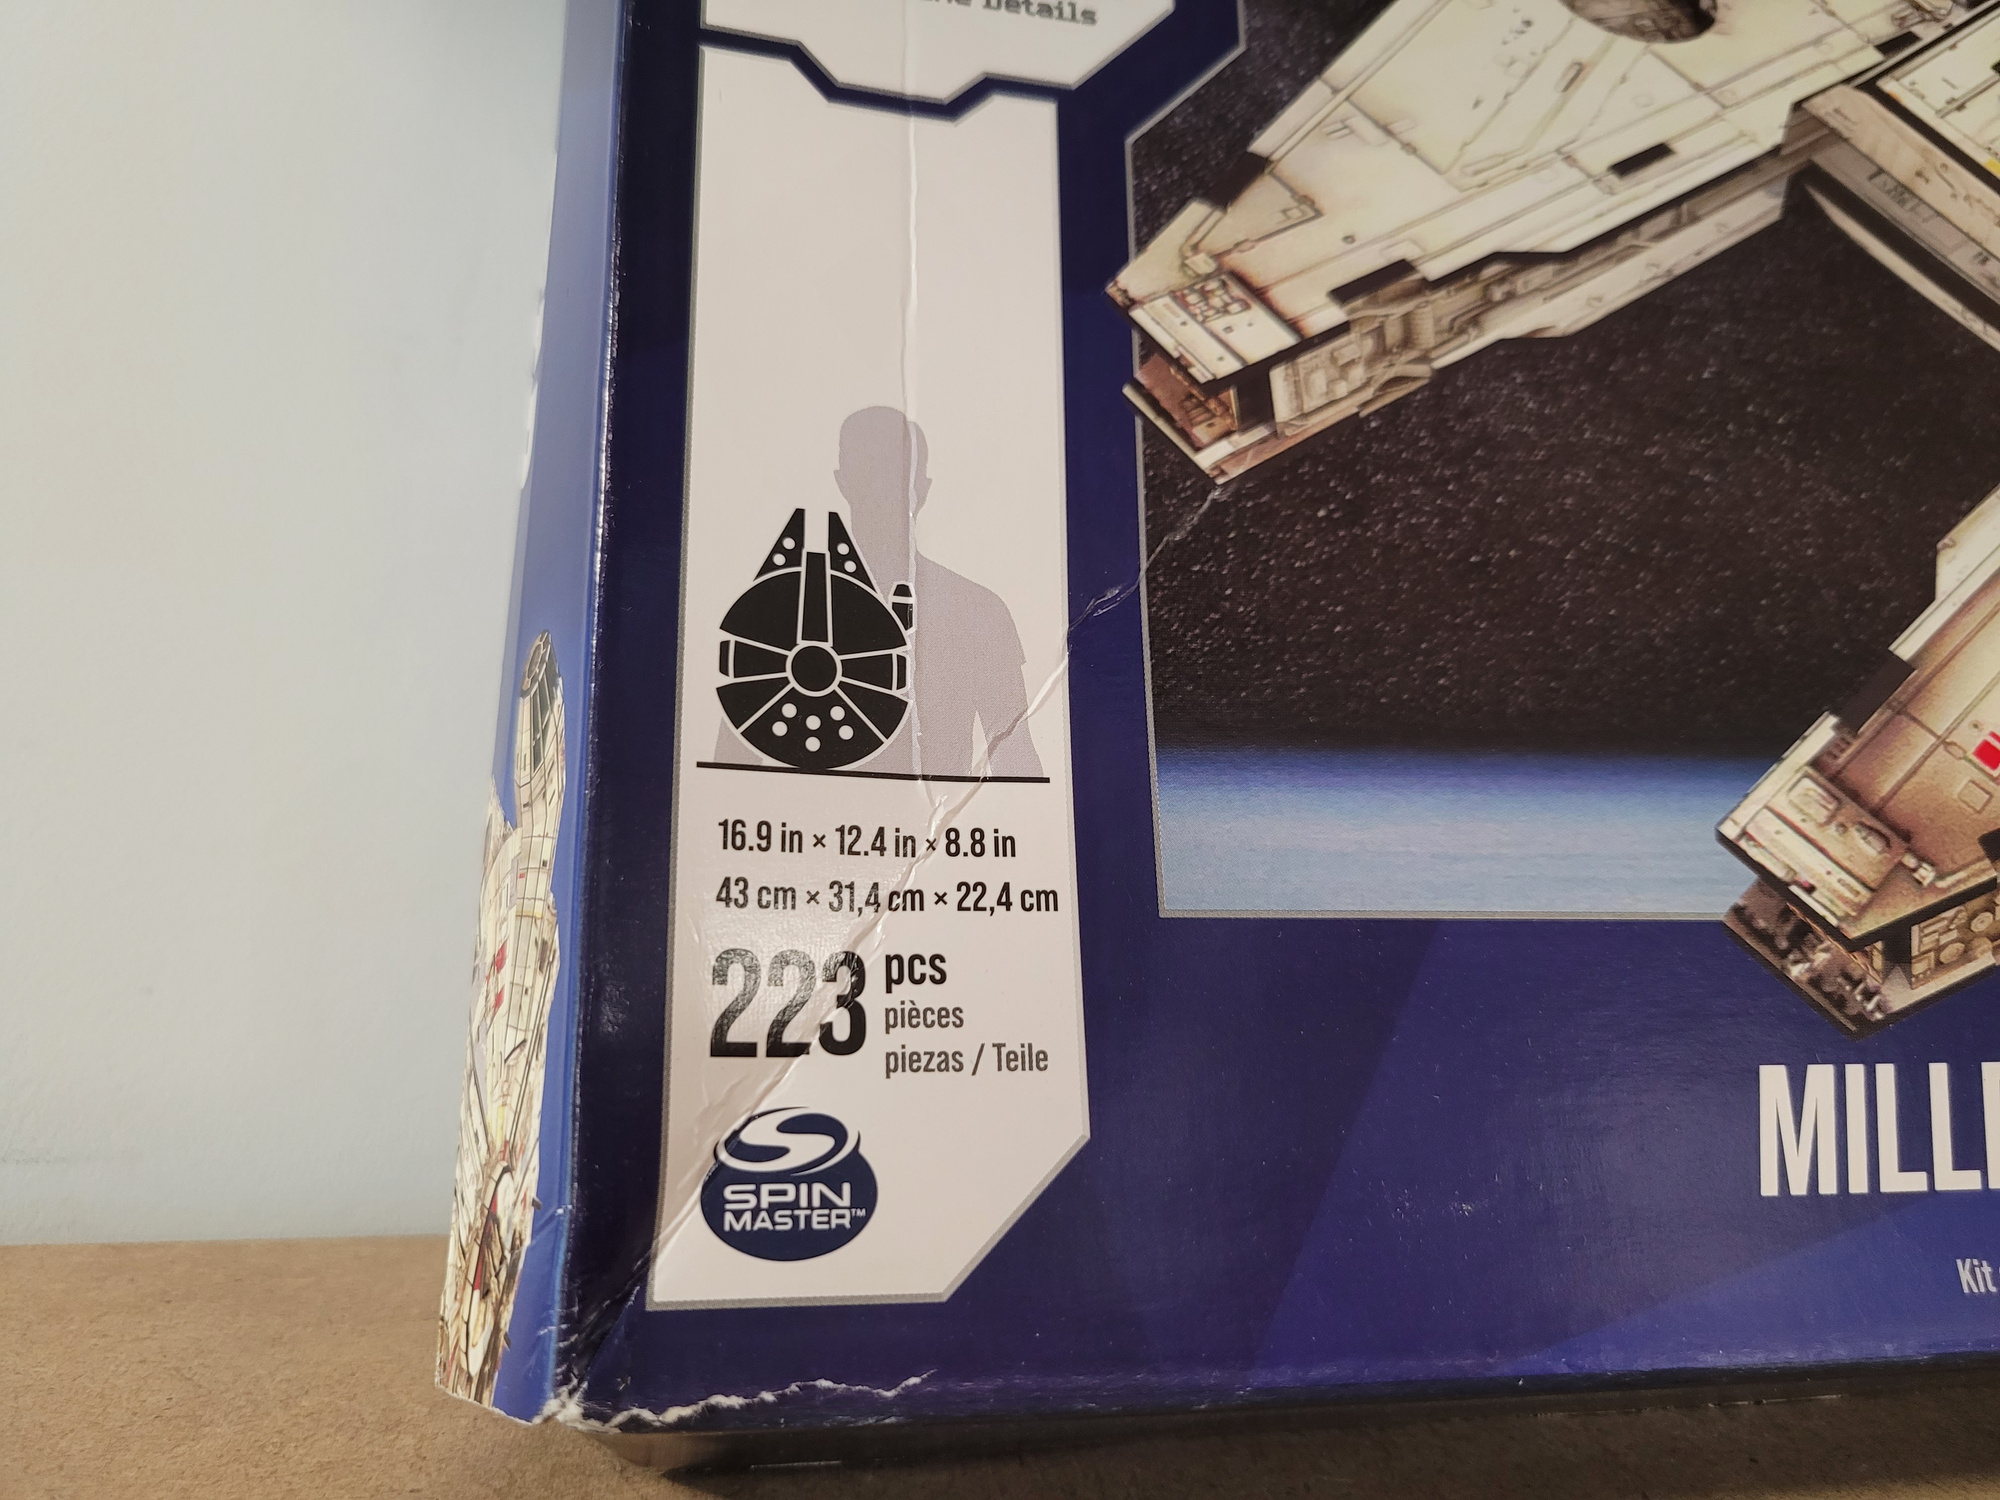 Details
16.9 in × 12.4 in × 8.8 in
43 cm × 31,4 cm × 22,4 cm
223 pcs
pièces
piezas / Teile
SPIN
MASTER™
MILL
Kit